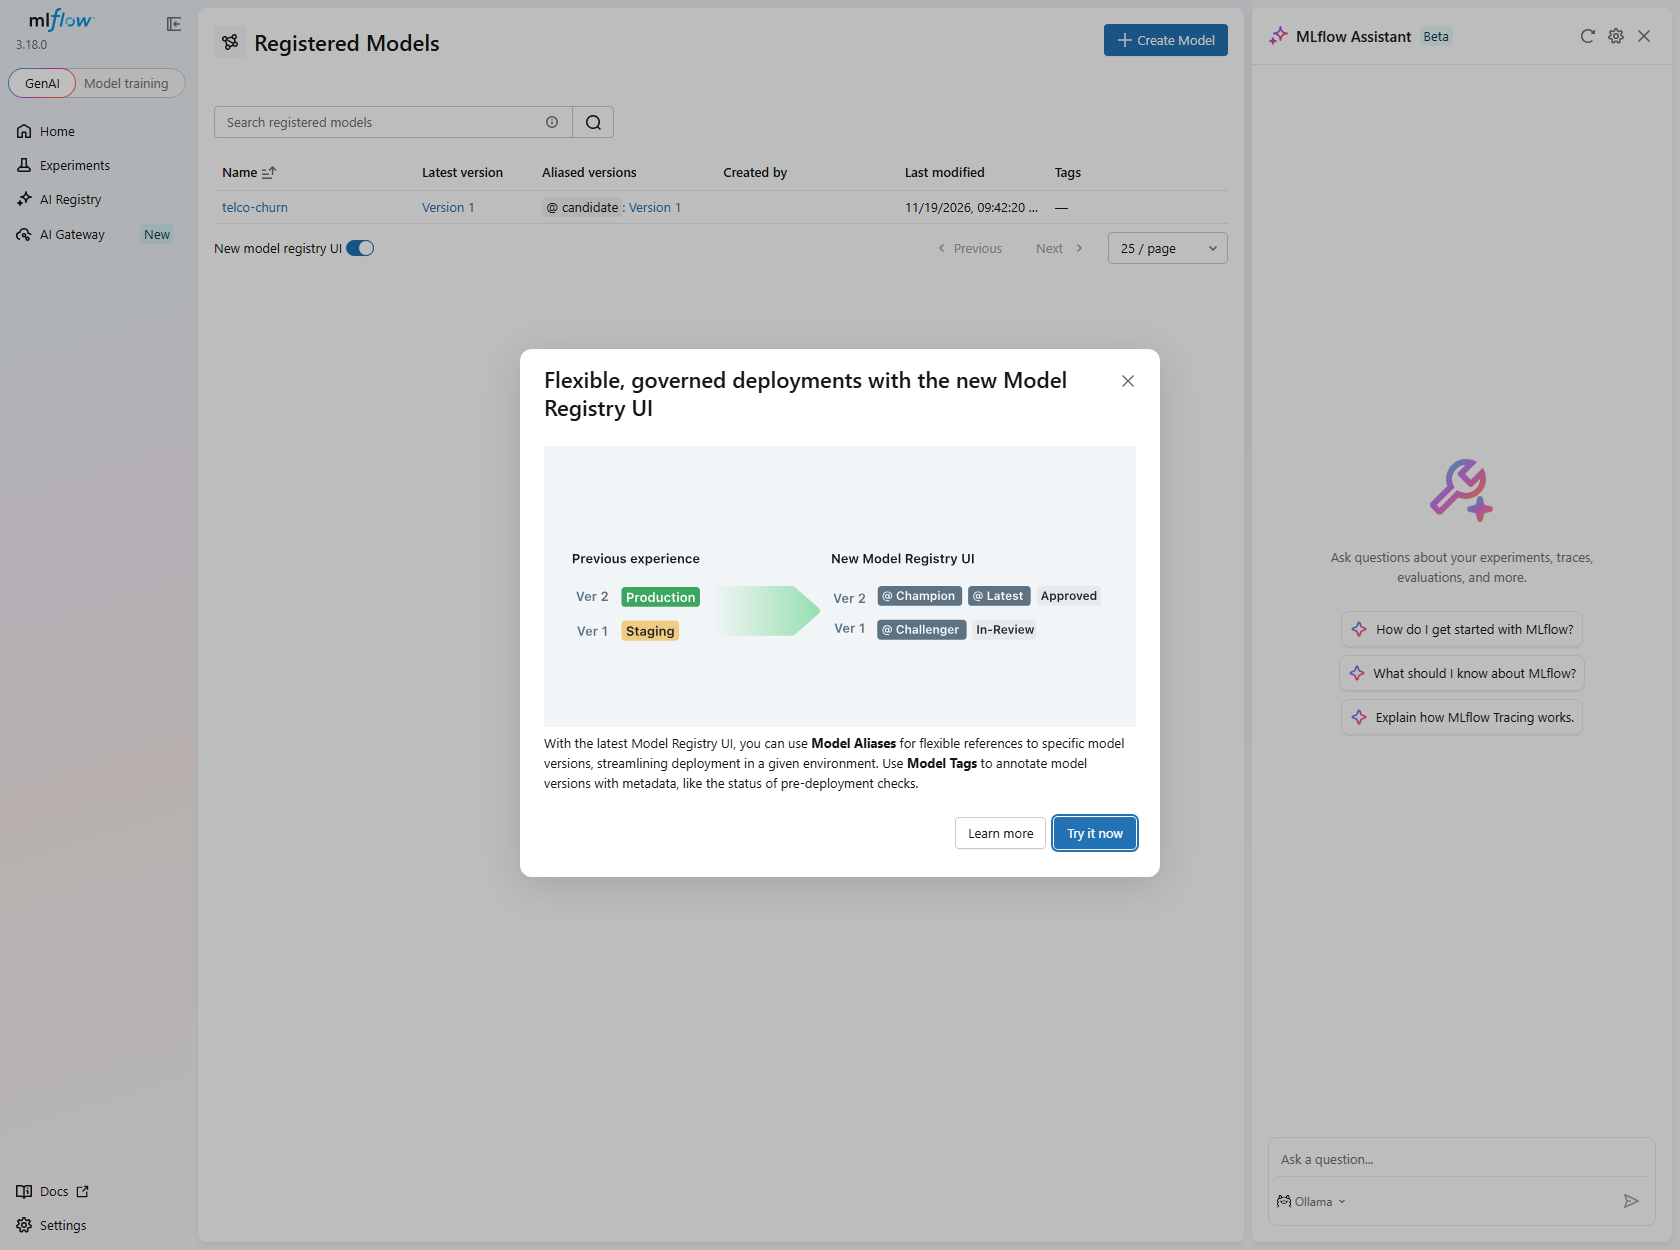 mlflow
3.18.0
GenAI
Model training
Home
Experiments
AI Registry
AI Gateway New
Docs
Settings
Registered Models
Create Model
Search registered models
Name Latest version Aliased versions Created by Last modified Tags
telco-churn Version 1 @ candidate : Version 1 11/19/2026, 09:42:20 ... —
New model registry UI
Previous Next 25 / page
Flexible, governed deployments with the new Model
Registry UI
Previous experience
Ver 2 Production
Ver 1 Staging
New Model Registry UI
Ver 2 @ Champion @ Latest Approved
Ver 1 @ Challenger In-Review
With the latest Model Registry UI, you can use Model Aliases for flexible references to specific model
versions, streamlining deployment in a given environment. Use Model Tags to annotate model
versions with metadata, like the status of pre-deployment checks.
Learn more
Try it now
MLflow Assistant Beta
Ask questions about your experiments, traces,
evaluations, and more.
How do I get started with MLflow?
What should I know about MLflow?
Explain how MLflow Tracing works.
Ask a question...
Ollama